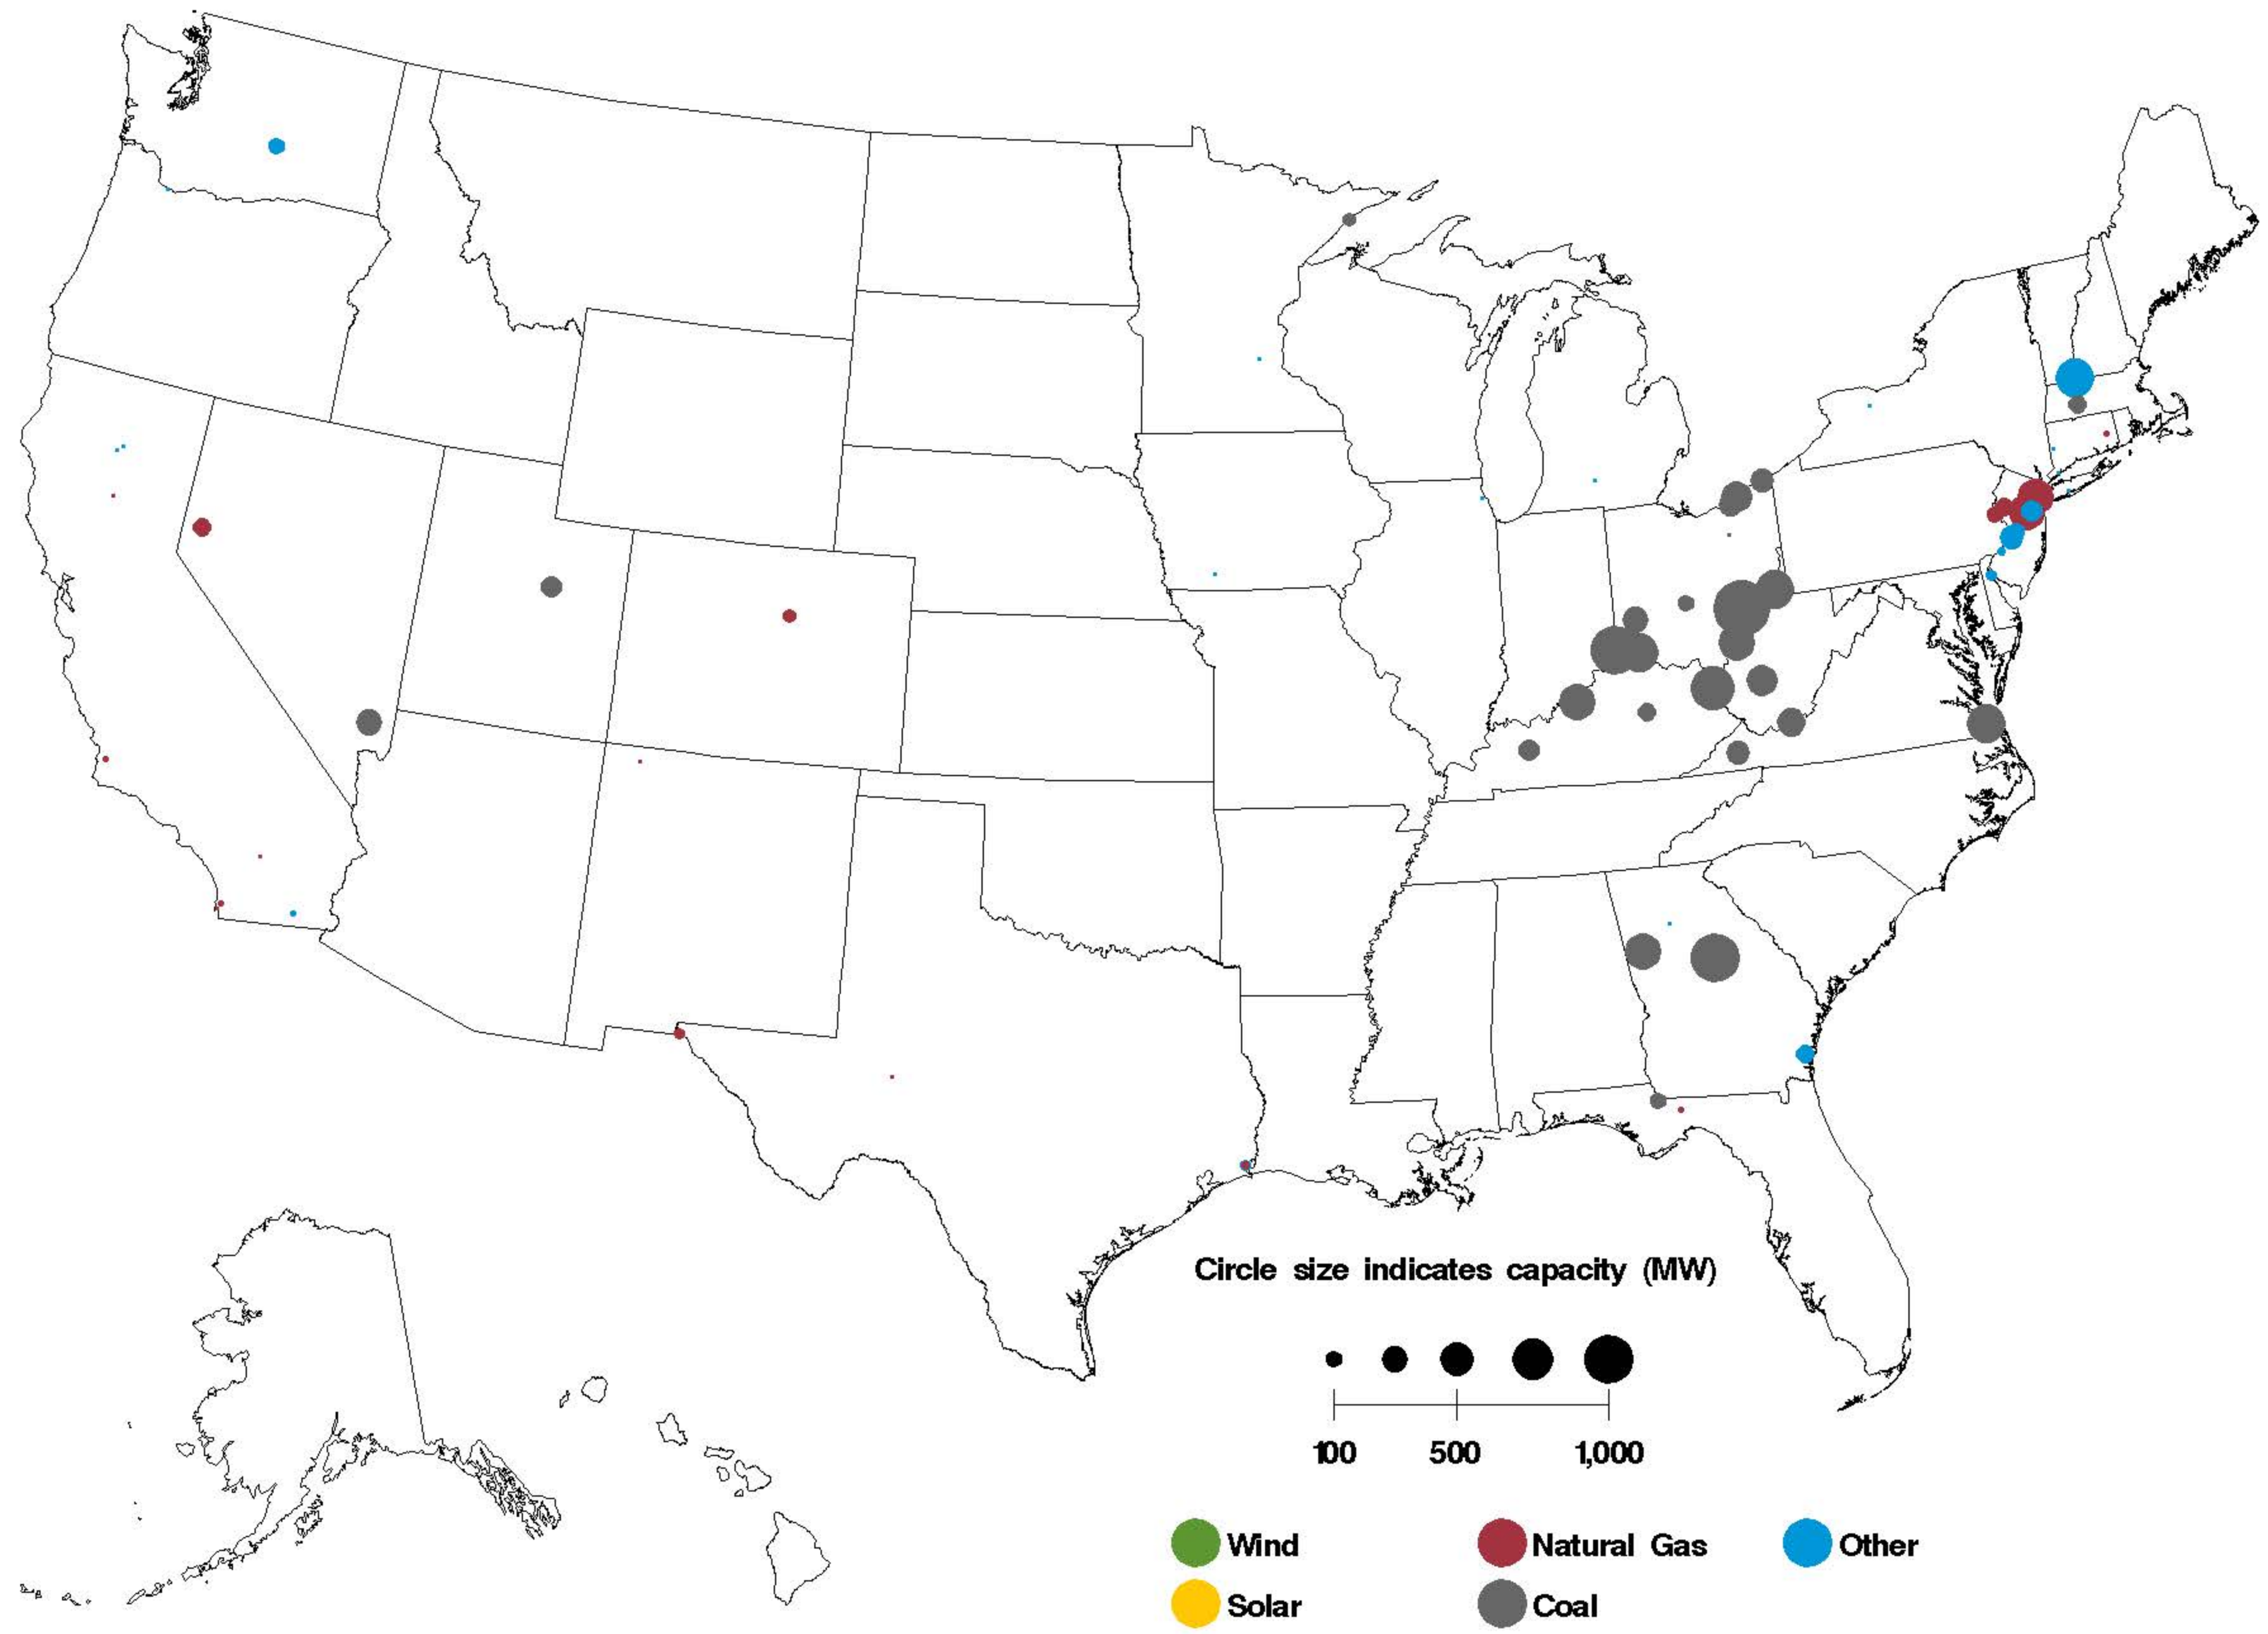 Circle size indicates capacity (MW)
100 500 1,000
Wind Natural Gas Other
Solar Coal